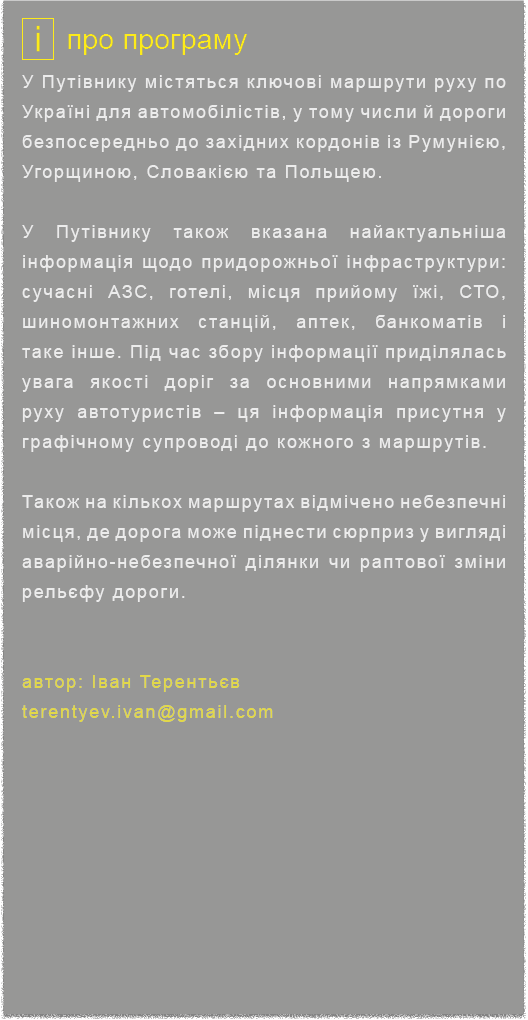 i про програму
У Путівнику містяться ключові маршрути руху по
Україні для автомобілістів, у тому числи й дороги
безпосередньо до західних кордонів із Румунією,
Угорщиною, Словакією та Польщею.
У Путівнику також вказана найактуальніша
інформація щодо придорожньої інфраструктури:
сучасні АЗС, готелі, місця прийому їжі, СТО,
шиномонтажних станцій, аптек, банкоматів і
таке інше. Під час збору інформації приділялась
увага якості доріг за основними напрямками
руху автотуристів – ця інформація присутня у
графічному супроводі до кожного з маршрутів.
Також на кількох маршрутах відмічено небезпечні
місця, де дорога може піднести сюрприз у вигляді
аварійно-небезпечної ділянки чи раптової зміни
рельєфу дороги.
автор: Іван Терентьєв
terentyev.ivan@gmail.com